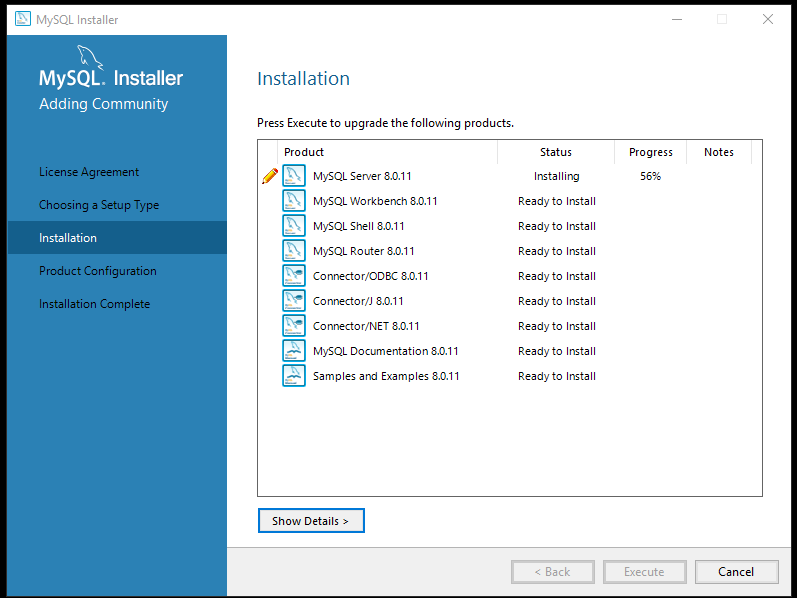 MySQL Installer
MySQL. Installer
Adding Community
License Agreement
Choosing a Setup Type
Installation
Product Configuration
Installation Complete
Installation
Press Execute to upgrade the following products.
Product Status Progress Notes
MySQL Server 8.0.11 Installing 56%
MySQL Workbench 8.0.11 Ready to Install
MySQL Shell 8.0.11 Ready to Install
MySQL Router 8.0.11 Ready to Install
Connector/ODBC 8.0.11 Ready to Install
Connector/J 8.0.11 Ready to Install
Connector/NET 8.0.11 Ready to Install
MySQL Documentation 8.0.11 Ready to Install
Samples and Examples 8.0.11 Ready to Install
Show Details >
< Back Execute Cancel